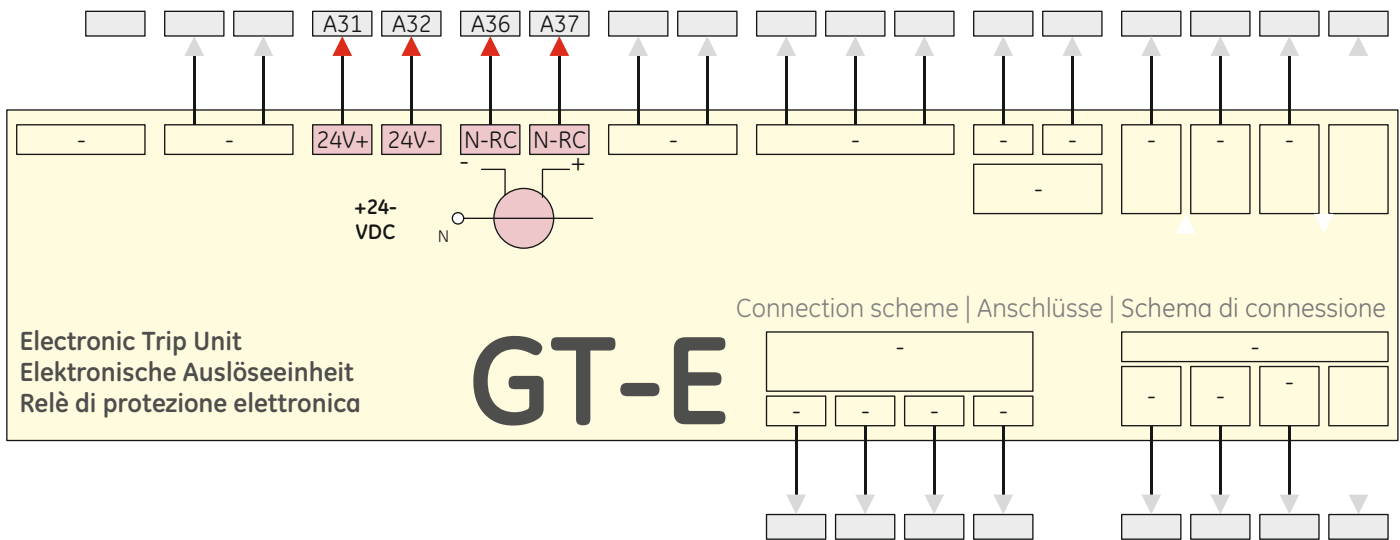 A31 A32 A36 A37
- - 24V+ 24V- N-RC N-RC - - - - - - -
- + -
+24-
VDC
N
Connection scheme | Anschlüsse | Schema di connessione
Electronic Trip Unit
Elektronische Auslöseeinheit
Relè di protezione elettronica
GT-E
- -
- - - - - - -